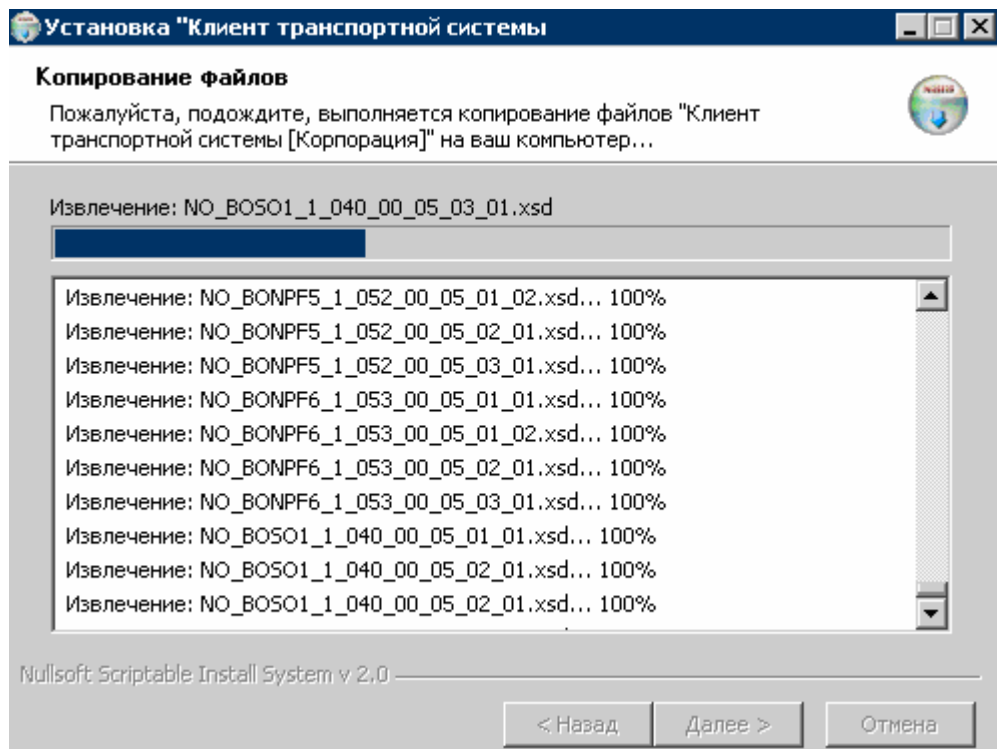 Установка "Клиент транспортной системы
Копирование файлов
Пожалуйста, подождите, выполняется копирование файлов "Клиент
транспортной системы [Корпорация]" на ваш компьютер...
Извлечение: NO_BOSO1_1_040_00_05_03_01.xsd
Извлечение: NO_BONPF5_1_052_00_05_01_02.xsd... 100%
Извлечение: NO_BONPF5_1_052_00_05_02_01.xsd... 100%
Извлечение: NO_BONPF5_1_052_00_05_03_01.xsd... 100%
Извлечение: NO_BONPF6_1_053_00_05_01_01.xsd... 100%
Извлечение: NO_BONPF6_1_053_00_05_01_02.xsd... 100%
Извлечение: NO_BONPF6_1_053_00_05_02_01.xsd... 100%
Извлечение: NO_BONPF6_1_053_00_05_03_01.xsd... 100%
Извлечение: NO_BOSO1_1_040_00_05_01_01.xsd... 100%
Извлечение: NO_BOSO1_1_040_00_05_02_01.xsd... 100%
Извлечение: NO_BOSO1_1_040_00_05_02_01.xsd... 100%
Nullsoft Scriptable Install System v 2.0
< Назад
Далее >
Отмена